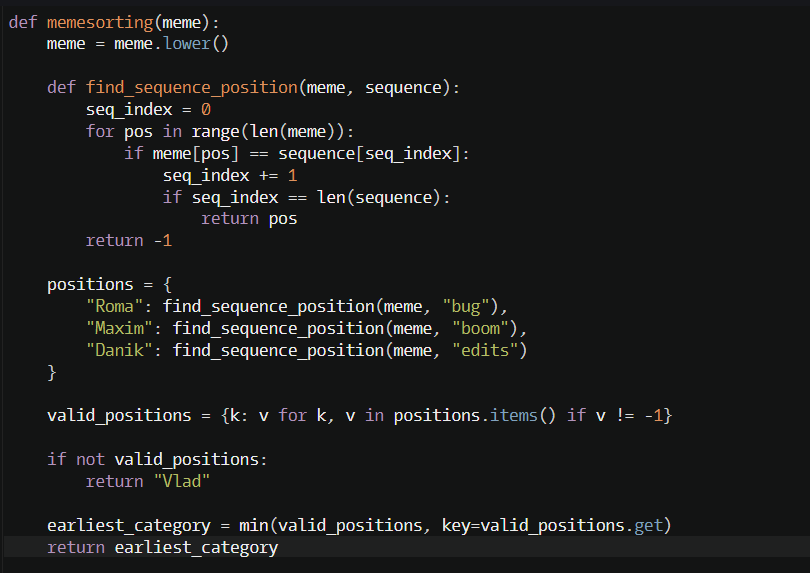 def memesorting(meme):
    meme = meme.lower()

    def find_sequence_position(meme, sequence):
        seq_index = 0
        for pos in range(len(meme)):
            if meme[pos] == sequence[seq_index]:
                seq_index += 1
                if seq_index == len(sequence):
                    return pos
        return -1

    positions = {
        "Roma": find_sequence_position(meme, "bug"),
        "Maxim": find_sequence_position(meme, "boom"),
        "Danik": find_sequence_position(meme, "edits")
    }

    valid_positions = {k: v for k, v in positions.items() if v != -1}

    if not valid_positions:
        return "Vlad"

    earliest_category = min(valid_positions, key=valid_positions.get)
    return earliest_category